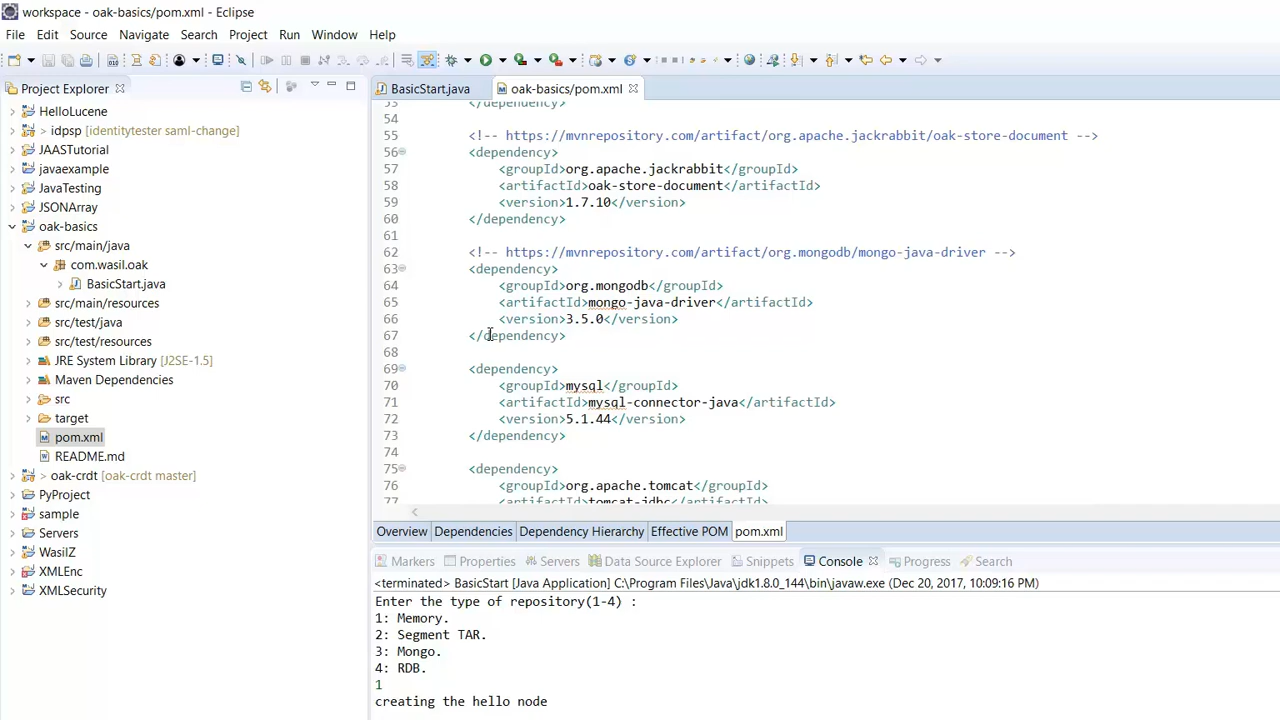 workspace - oak-basics/pom.xml - Eclipse
File Edit Source Navigate Search Project Run Window Help
Project Explorer
BasicStart.java
oak-basics/pom.xml
HelloLucene
> idpsp [identitytester saml-change]
JAASTutorial
javaexample
JavaTesting
JSONArray
oak-basics
src/main/java
com.wasil.oak
BasicStart.java
src/main/resources
src/test/java
src/test/resources
JRE System Library [J2SE-1.5]
Maven Dependencies
src
target
pom.xml
README.md
> oak-crdt [oak-crdt master]
PyProject
sample
Servers
WasilZ
XMLEnc
XMLSecurity
53 </dependency>
54
55 <!-- https://mvnrepository.com/artifact/org.apache.jackrabbit/oak-store-document -->
56 <dependency>
57 <groupId>org.apache.jackrabbit</groupId>
58 <artifactId>oak-store-document</artifactId>
59 <version>1.7.10</version>
60 </dependency>
61
62 <!-- https://mvnrepository.com/artifact/org.mongodb/mongo-java-driver -->
63 <dependency>
64 <groupId>org.mongodb</groupId>
65 <artifactId>mongo-java-driver</artifactId>
66 <version>3.5.0</version>
67 </dependency>
68
69 <dependency>
70 <groupId>mysql</groupId>
71 <artifactId>mysql-connector-java</artifactId>
72 <version>5.1.44</version>
73 </dependency>
74
75 <dependency>
76 <groupId>org.apache.tomcat</groupId>
77 <artifactId>tomcat-jdbc</artifactId>
Overview Dependencies Dependency Hierarchy Effective POM pom.xml
Markers Properties Servers Data Source Explorer Snippets Console Progress Search
<terminated> BasicStart [Java Application] C:\Program Files\Java\jdk1.8.0_144\bin\javaw.exe (Dec 20, 2017, 10:09:16 PM)
Enter the type of repository(1-4) :
1: Memory.
2: Segment TAR.
3: Mongo.
4: RDB.
1
creating the hello node